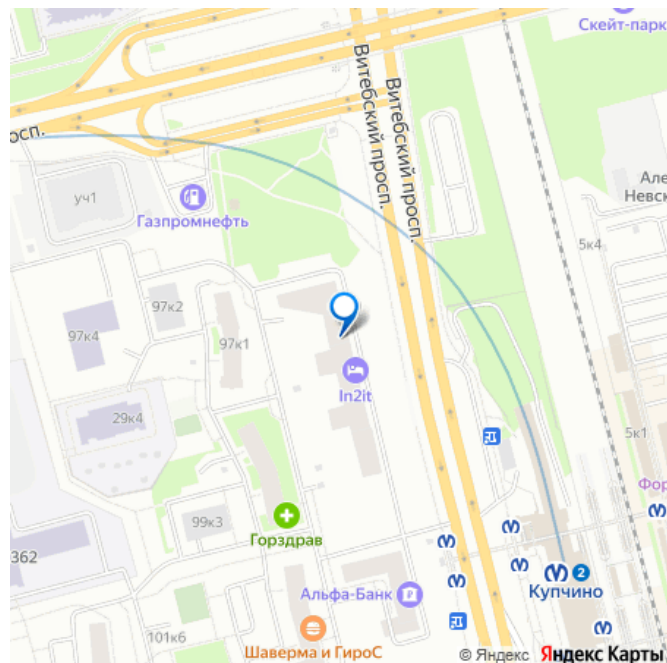 Скейт-парк
Витебский просп.
Витебский просп.
осп.
Але
Невск
уч1
Газпромнефть
5к4
97к2
97к4
97к1
In2it
29к4
5к1
Фор
99к3
Горздрав
362
2
Купчино
Альфа-Банк
101к6
Шаверма и ГироС
© Яндекс Яндекс Карты